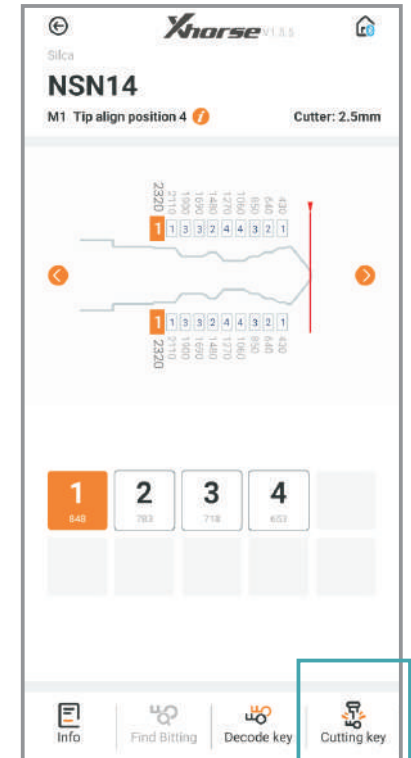 Xhorse V1.8.5
Silca
NSN14
M1 Tip align position 4 i Cutter: 2.5mm
2320 2110 1900 1690 1480 1270 1060 850 640 430
1 1 3 3 2 4 4 3 2 1
1 1 3 3 2 4 4 3 2 1
2320 2110 1900 1690 1480 1270 1060 850 640 430
1 2 3 4
848 783 718 653
Info Find Bitting Decode key Cutting key